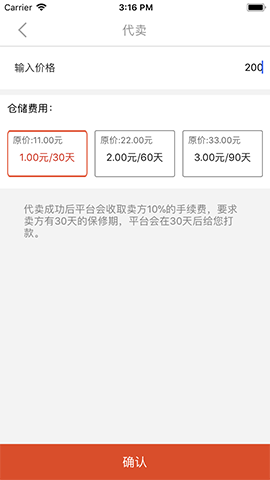 Carrier 3:16 PM
代卖
输入价格 200
仓储费用：
原价:11.00元 原价:22.00元 原价:33.00元
1.00元/30天 2.00元/60天 3.00元/90天
代卖成功后平台会收取卖方10%的手续费，要求
卖方有30天的保修期，平台会在30天后给您打
款。
确认